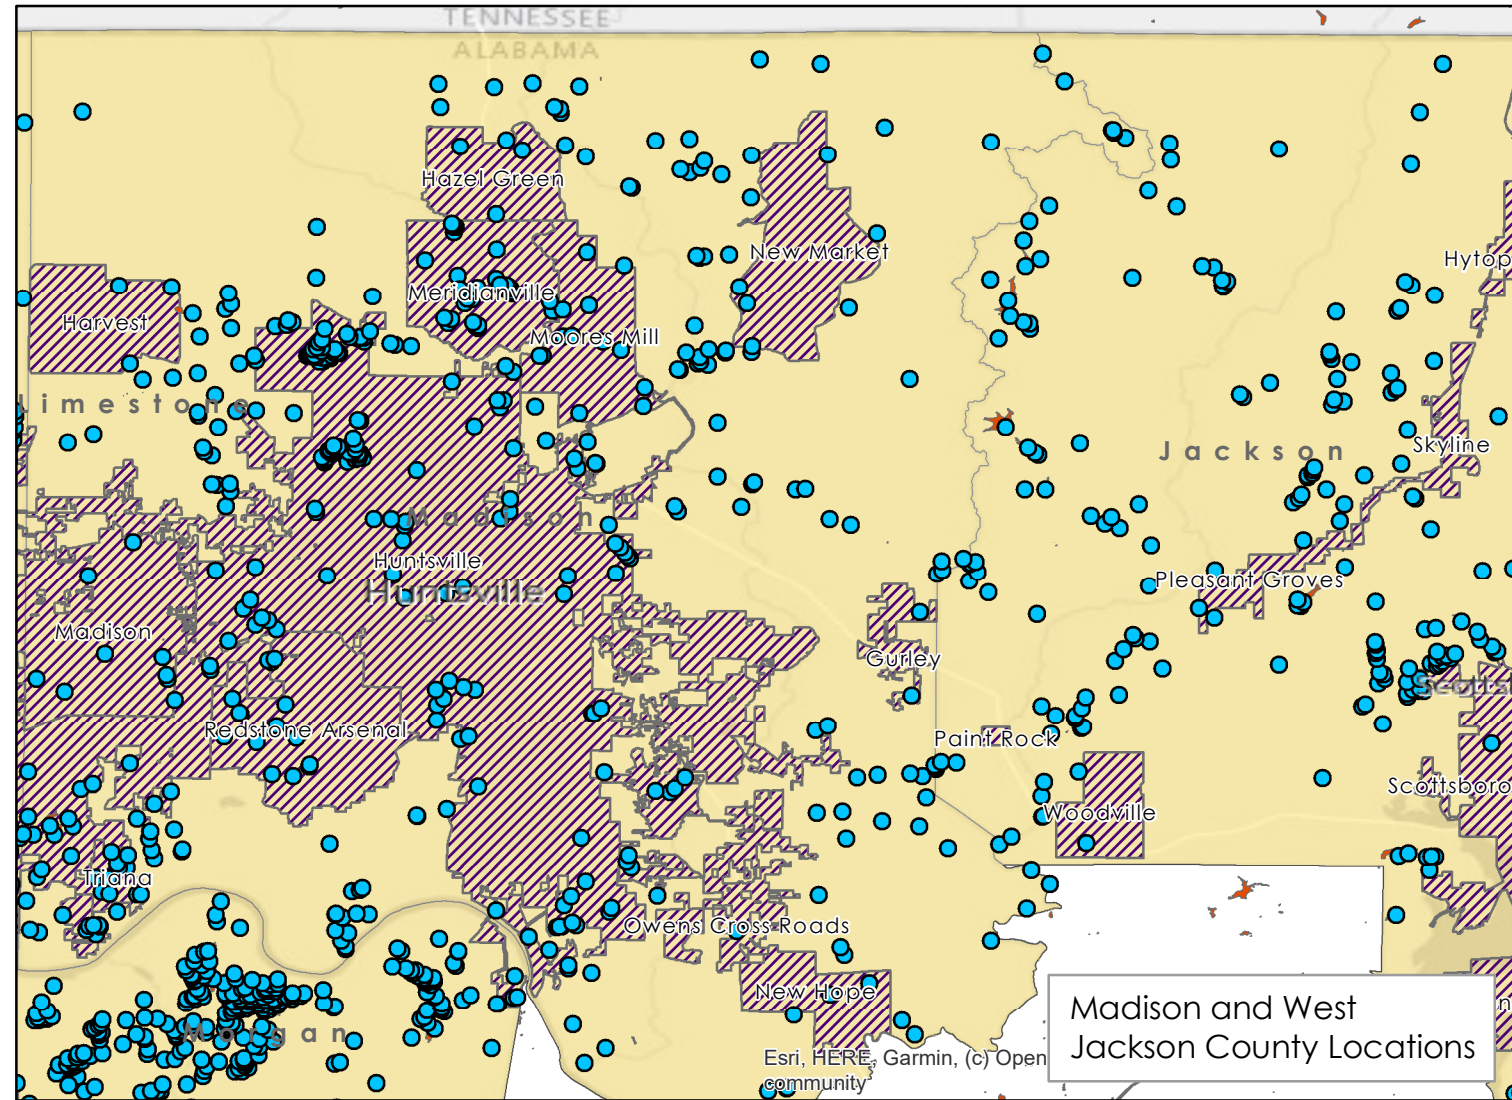 TENNESSEE
ALABAMA
Hazel Green
New Market
Hytop
Meridianville
Harvest
Moores Mill
Limestone
Skyline
Jackson
Madison
Huntsville
Huntsville
Pleasant Groves
Madison
Gurley
Scotts
Redstone Arsenal
Paint Rock
Scottsboro
Woodville
Triana
Owens Cross Roads
New Hope
Morgan
Madison and West
Jackson County Locations
Esri, HERE, Garmin, (c) Open
community